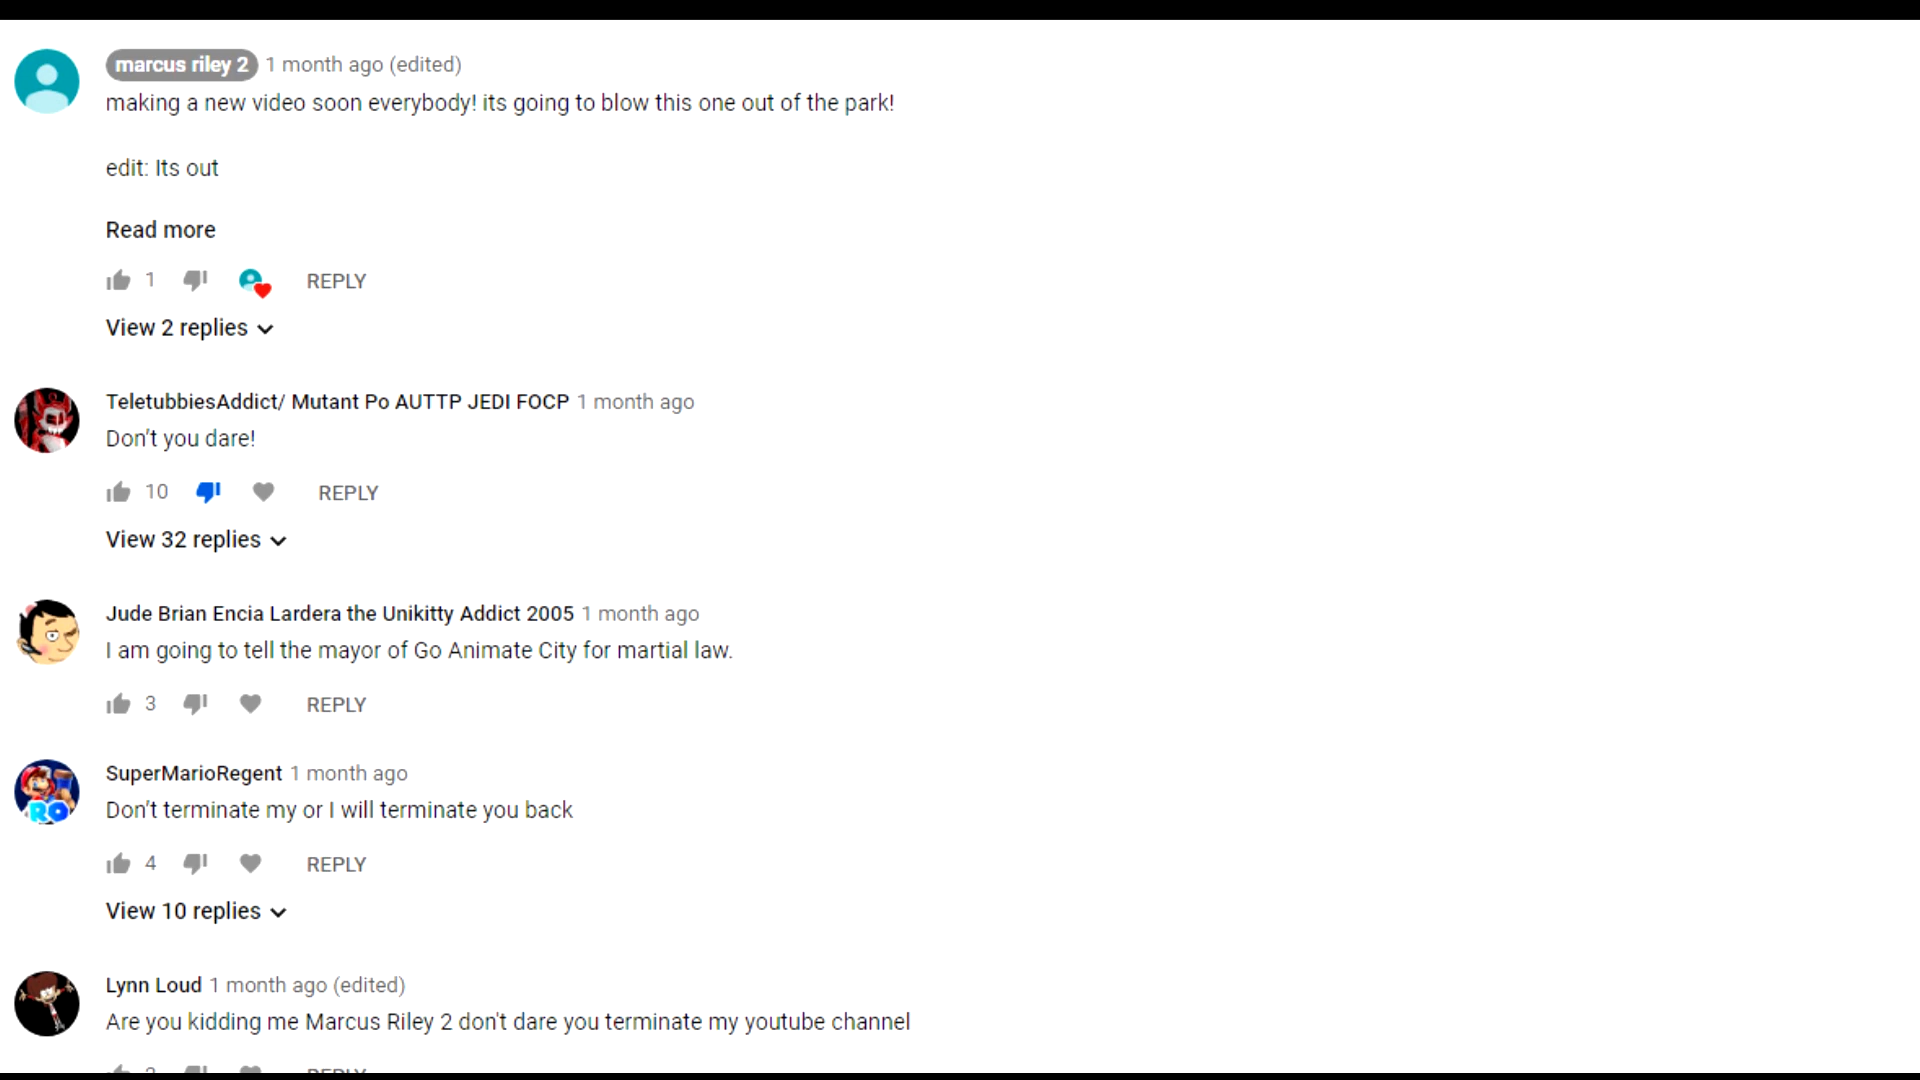 marcus riley 2 1 month ago (edited)
making a new video soon everybody! its going to blow this one out of the park!
edit: Its out
Read more
1 REPLY
View 2 replies
TeletubbiesAddict/ Mutant Po AUTTP JEDI FOCP 1 month ago
Don't you dare!
10 REPLY
View 32 replies
Jude Brian Encia Lardera the Unikitty Addict 2005 1 month ago
I am going to tell the mayor of Go Animate City for martial law.
3 REPLY
SuperMarioRegent 1 month ago
RO
Don't terminate my or I will terminate you back
4 REPLY
View 10 replies
Lynn Loud 1 month ago (edited)
Are you kidding me Marcus Riley 2 don't dare you terminate my youtube channel
REPLY